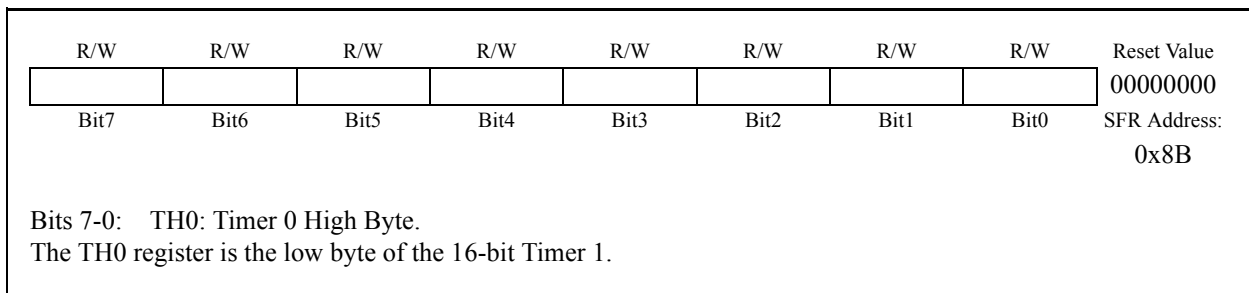 R/W R/W R/W R/W R/W R/W R/W R/W Reset Value
00000000
Bit7 Bit6 Bit5 Bit4 Bit3 Bit2 Bit1 Bit0 SFR Address:
0x8B
Bits 7-0: TH0: Timer 0 High Byte.
The TH0 register is the low byte of the 16-bit Timer 1.